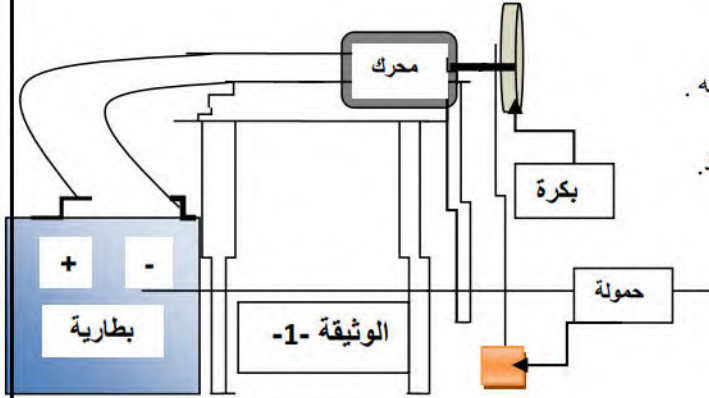 محرك
ه .
بكرة
.
+ -
حمولة
بطارية
الوثيقة -1-